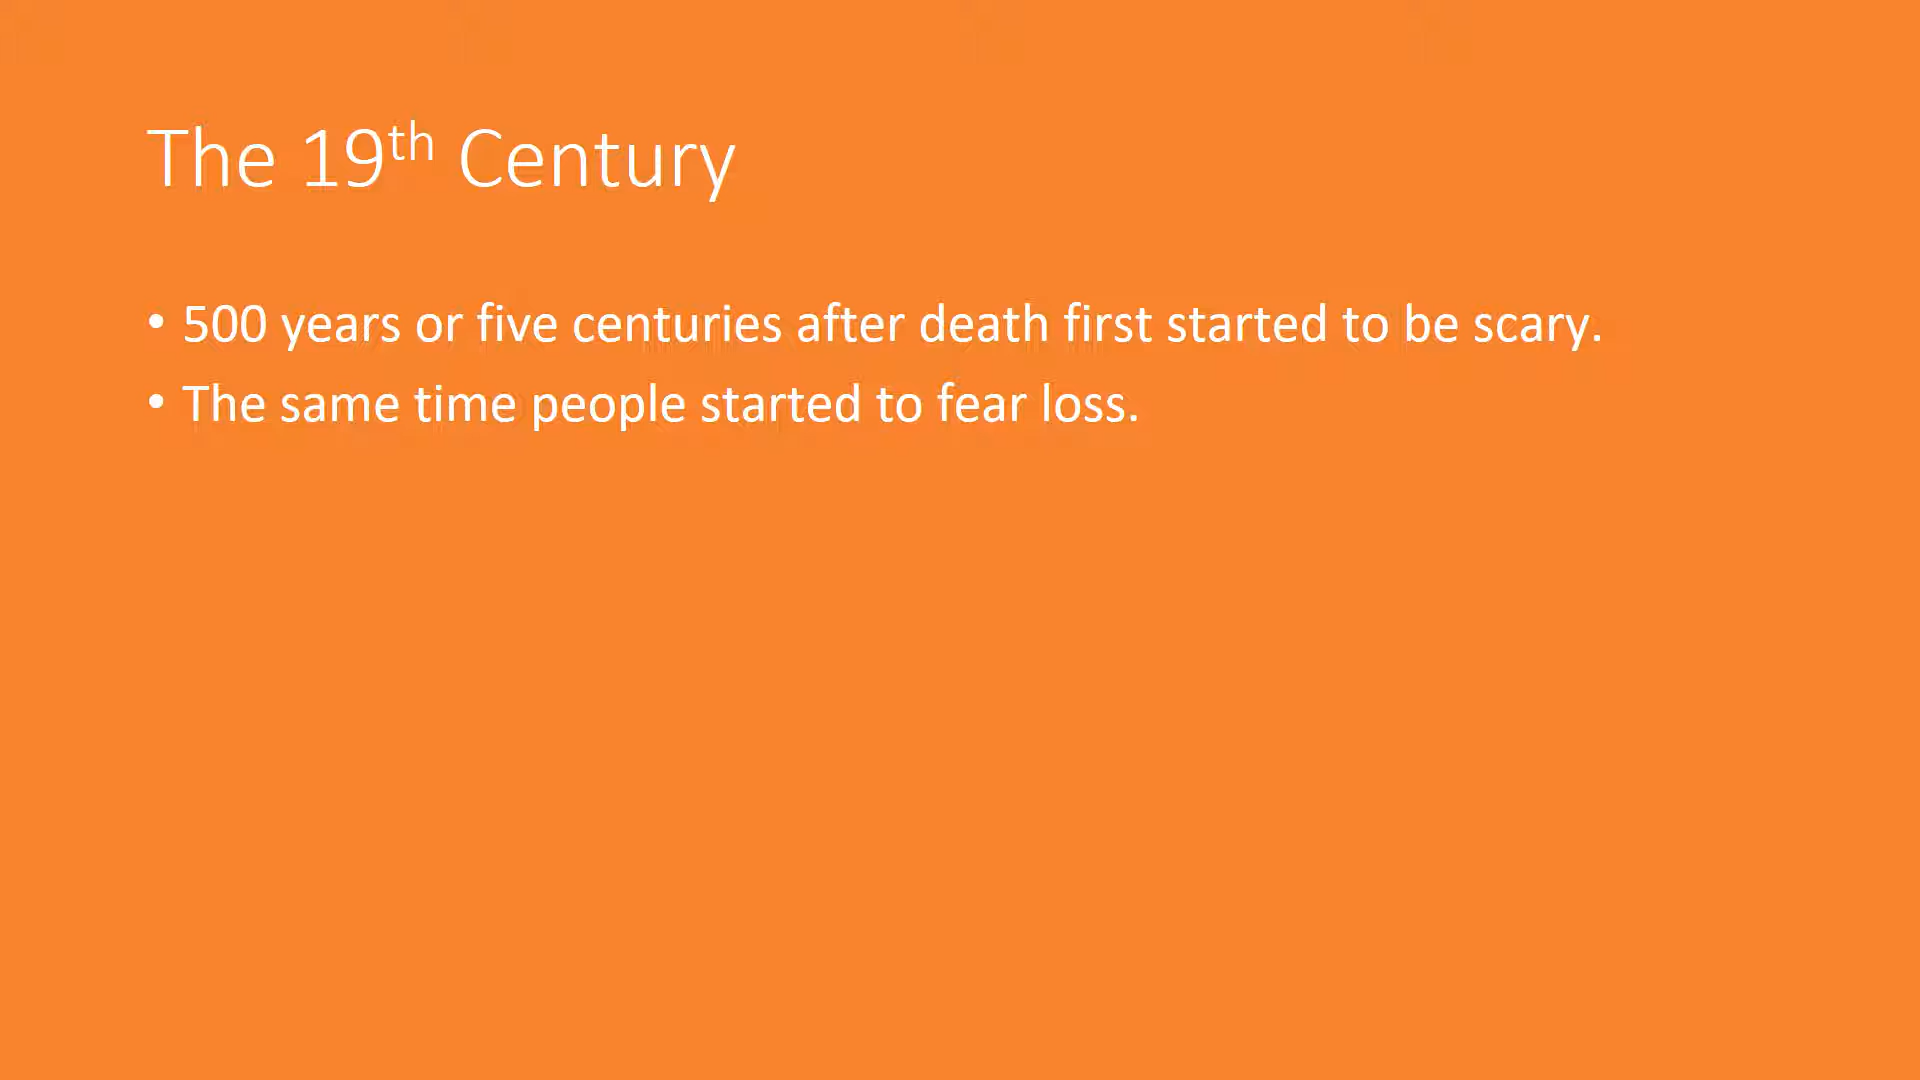 The 19th Century
• 500 years or five centuries after death first started to be scary.
• The same time people started to fear loss.